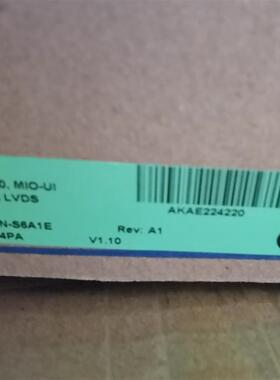 0, MIO-UI
LVDS
AKAE224220
N-S6A1E
Rev: A1
4PA
V1.10